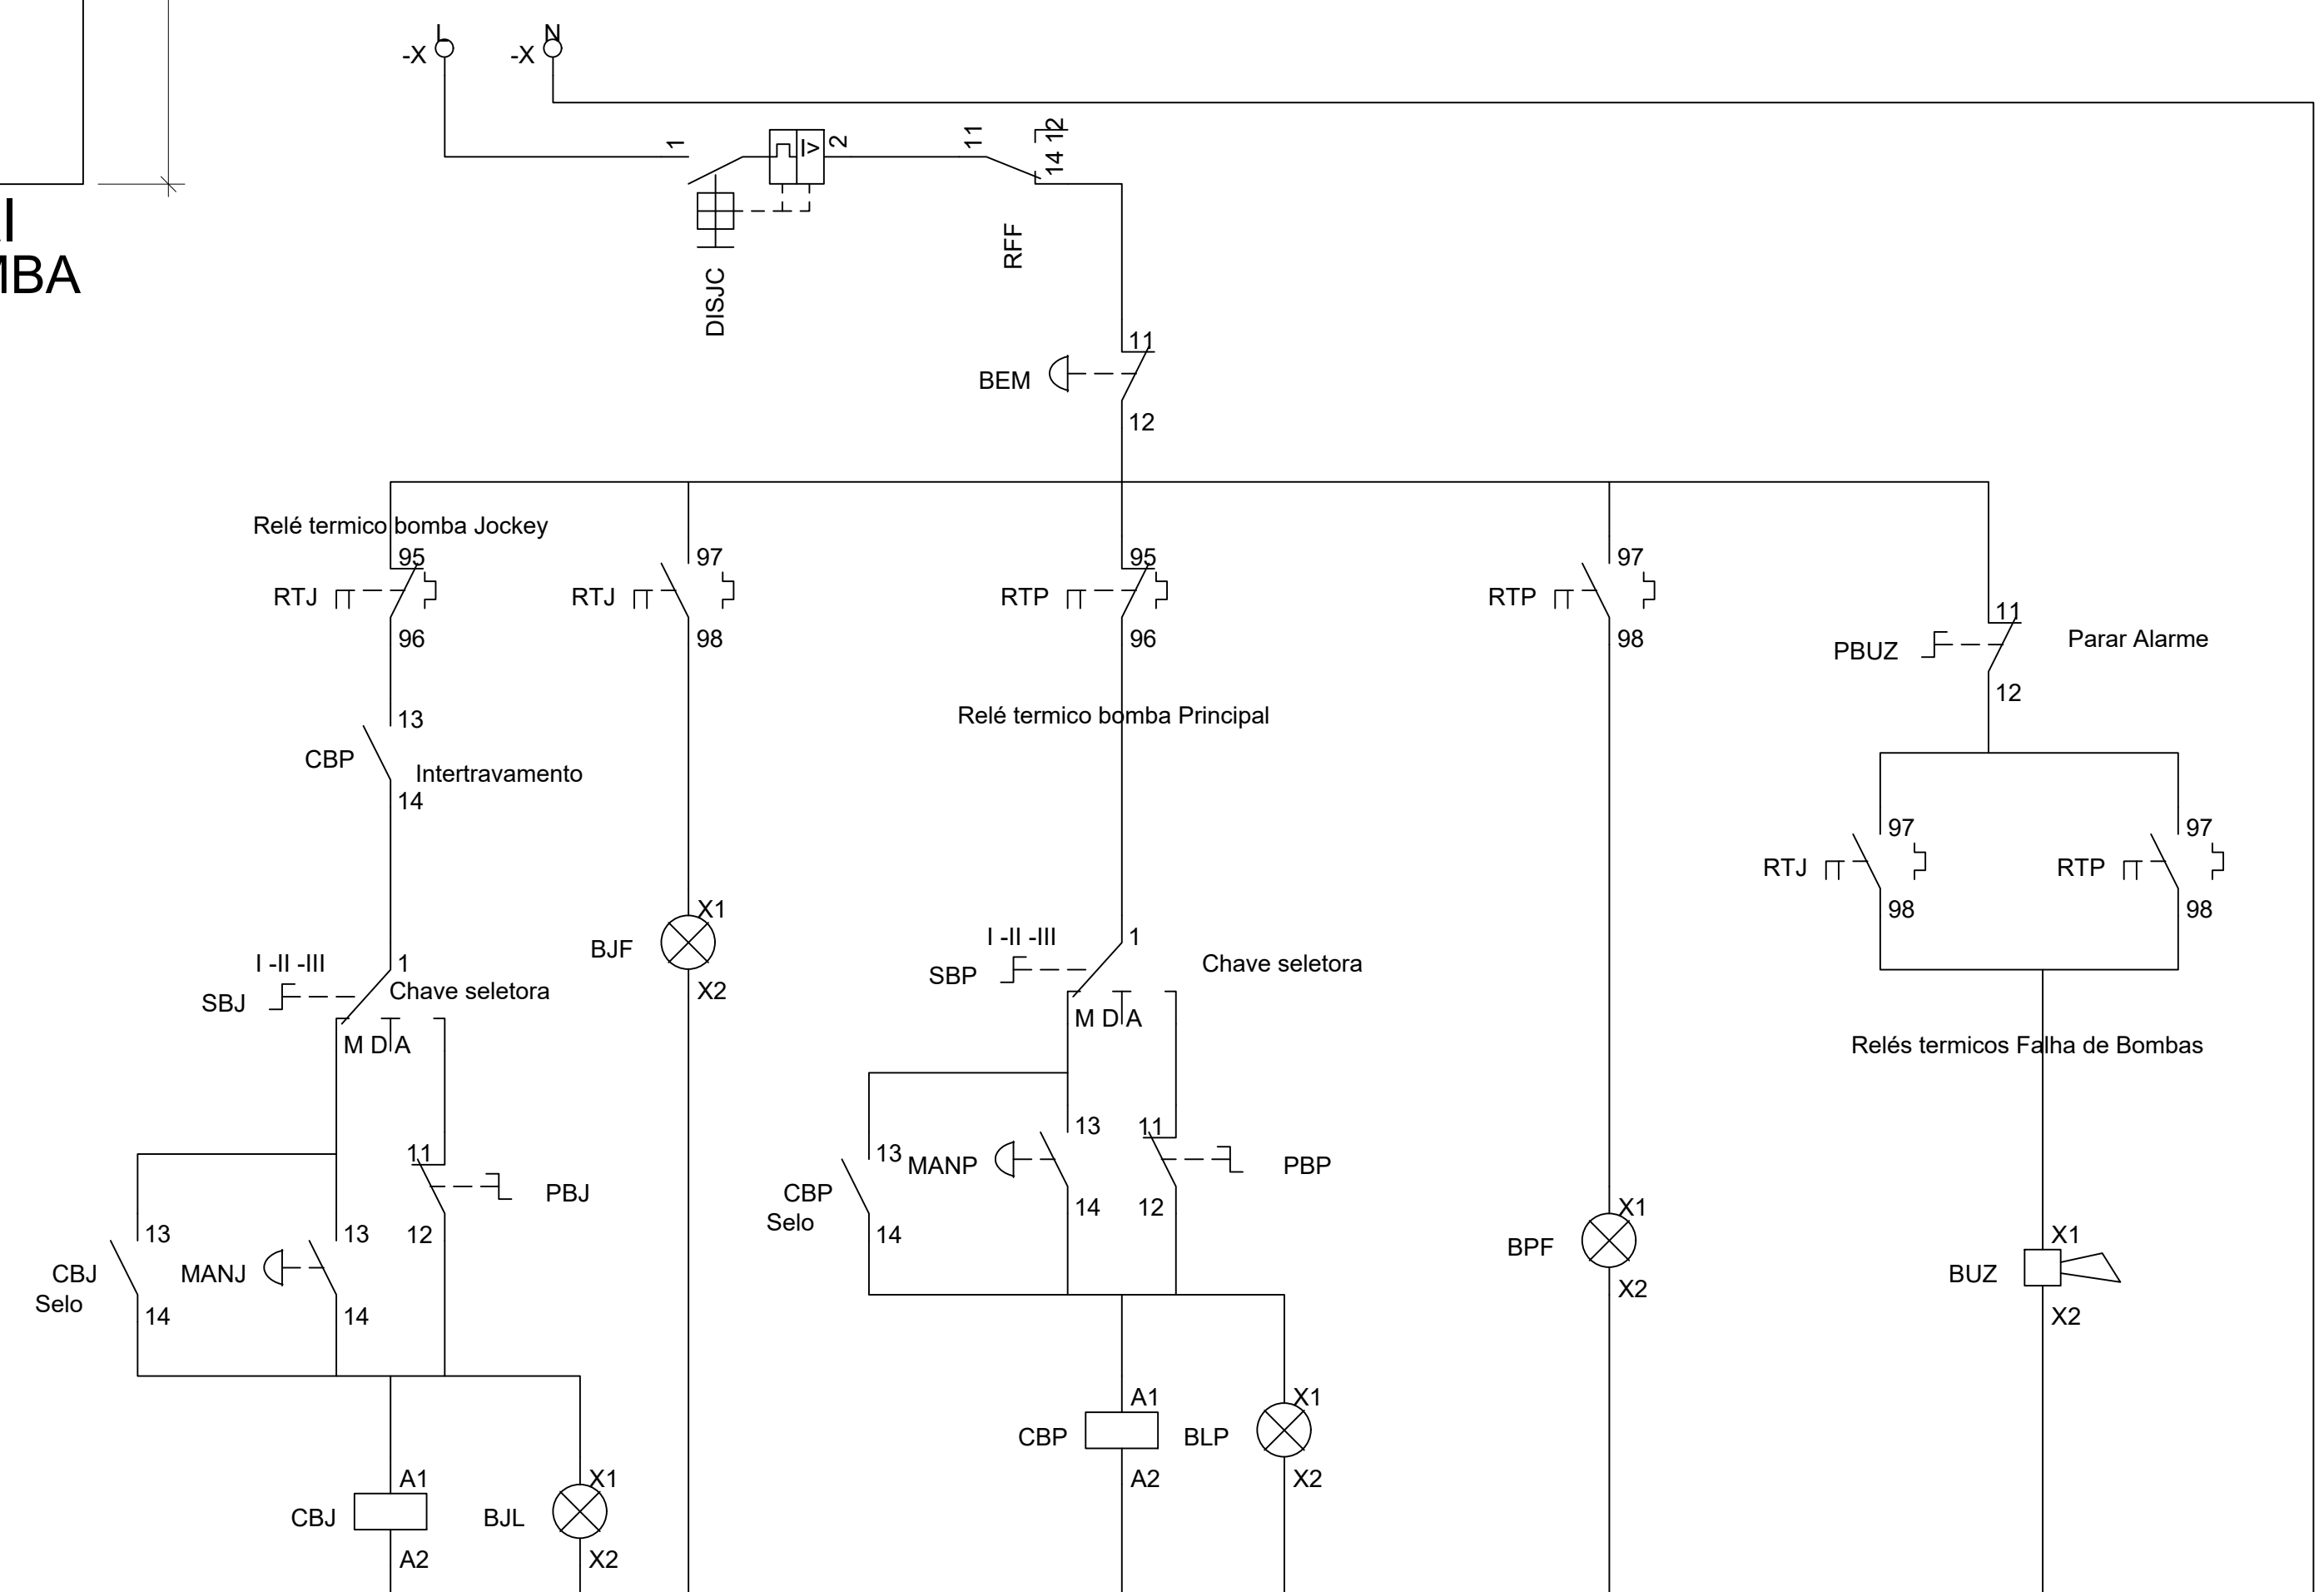 L
N
-X
-X
1
I>
2
11
12
14
RFF
DISJC
I
MBA
11
BEM
12
Relé termico bomba Jockey
95
97
95
97
RTJ
RTJ
RTP
RTP
96
98
96
98
11
PBUZ
Parar Alarme
12
13
CBP
Intertravamento
14
Relé termico bomba Principal
97
97
RTJ
RTP
98
98
X1
BJF
X2
I -II -III
1
SBJ
Chave seletora
M D A
I -II -III
1
SBP
Chave seletora
M D A
Relés termicos Falha de Bombas
13
11
13
MANP
PBP
CBP
Selo
14
12
14
11
PBJ
12
13
13
CBJ
Selo
MANJ
14
14
X1
BPF
X2
X1
BUZ
X2
A1
X1
CBP
BLP
A2
X2
A1
X1
CBJ
BJL
A2
X2